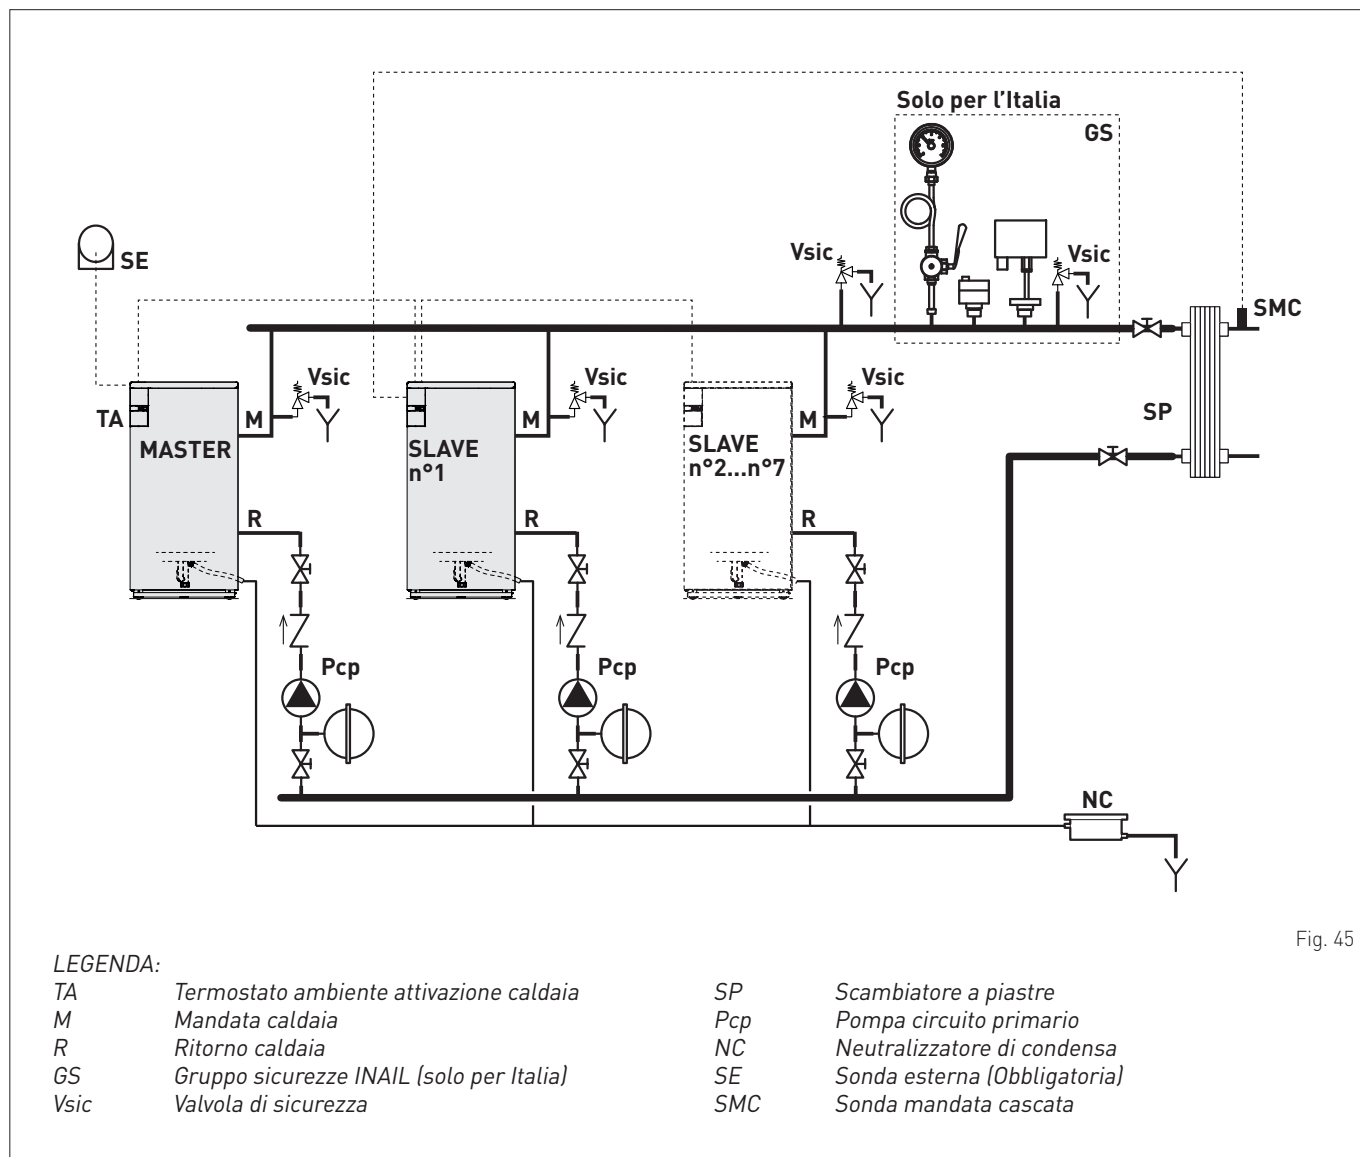 Solo per l'Italia
GS
SE
Vsic
Vsic
SMC
TA
M
Vsic
M
Vsic
M
Vsic
SP
MASTER
SLAVE
n°1
SLAVE
n°2...n°7
R
R
R
Pcp
Pcp
Pcp
NC
Fig. 45
LEGENDA:
TA Termostato ambiente attivazione caldaia
M Mandata caldaia
R Ritorno caldaia
GS Gruppo sicurezze INAIL (solo per Italia)
Vsic Valvola di sicurezza
SP Scambiatore a piastre
Pcp Pompa circuito primario
NC Neutralizzatore di condensa
SE Sonda esterna (Obbligatoria)
SMC Sonda mandata cascata